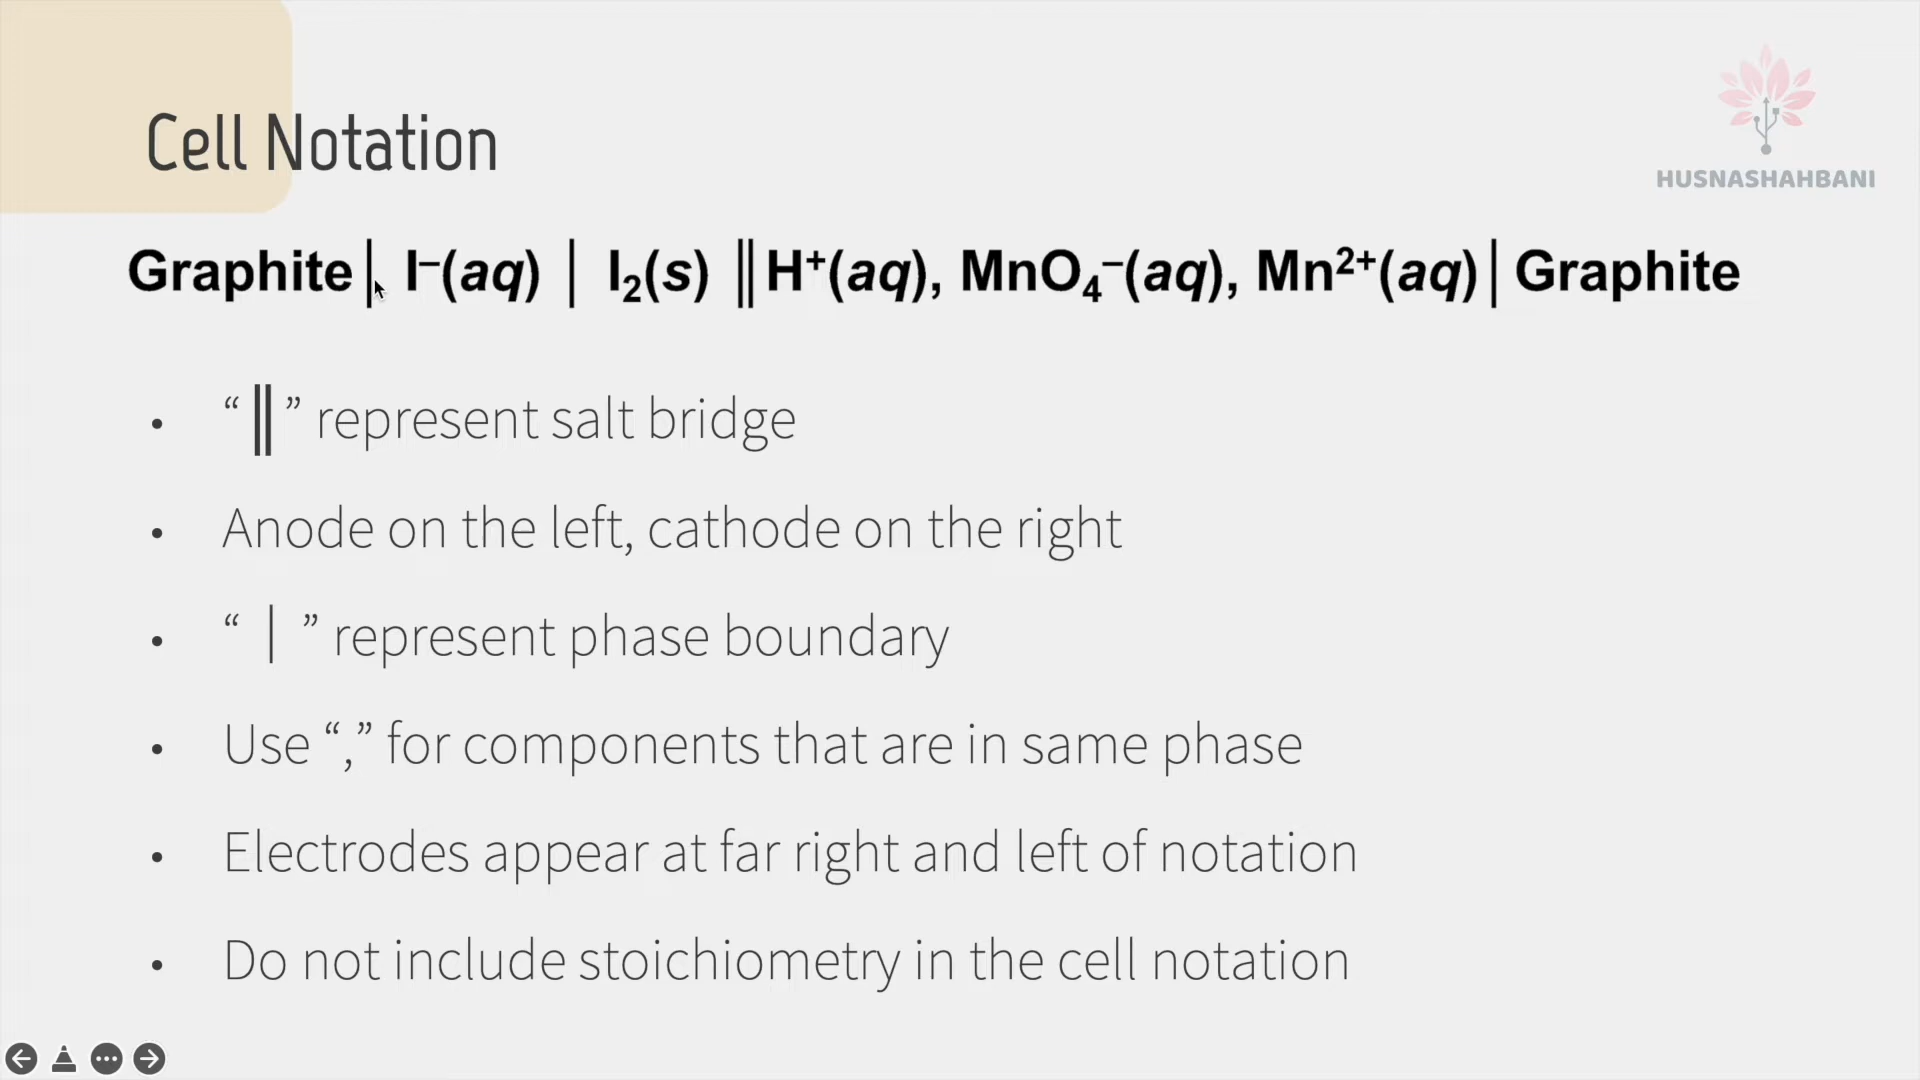 Cell Notation
HUSNASHAHBANI
Graphite│ I⁻(aq) │ I₂(s) ║H⁺(aq), MnO₄⁻(aq), Mn²⁺(aq)│Graphite
• “║” represent salt bridge
• Anode on the left, cathode on the right
• “ │ ” represent phase boundary
• Use “,” for components that are in same phase
• Electrodes appear at far right and left of notation
• Do not include stoichiometry in the cell notation